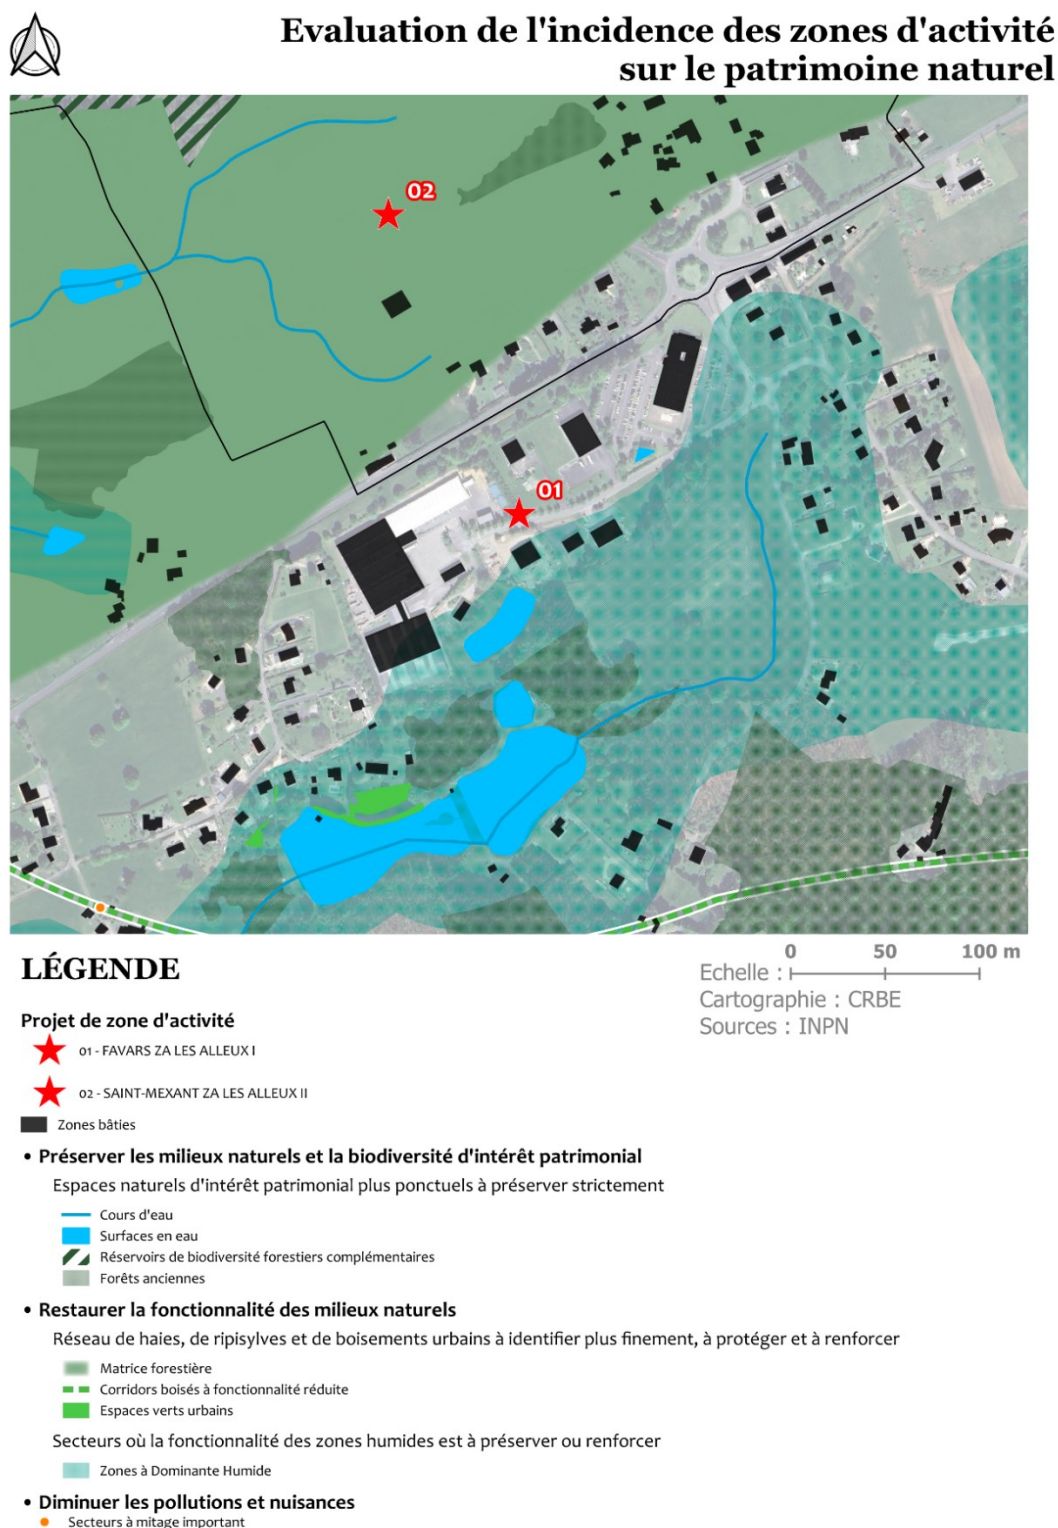 Evaluation de l'incidence des zones d'activité
sur le patrimoine naturel
02
01
LÉGENDE
0 50 100 m
Echelle :
Cartographie : CRBE
Sources : INPN
Projet de zone d'activité
01 - FAVARS ZA LES ALLEUX I
02 - SAINT-MEXANT ZA LES ALLEUX II
Zones bâties
• Préserver les milieux naturels et la biodiversité d'intérêt patrimonial
Espaces naturels d'intérêt patrimonial plus ponctuels à préserver strictement
Cours d'eau
Surfaces en eau
Réservoirs de biodiversité forestiers complémentaires
Forêts anciennes
• Restaurer la fonctionnalité des milieux naturels
Réseau de haies, de ripisylves et de boisements urbains à identifier plus finement, à protéger et à renforcer
Matrice forestière
Corridors boisés à fonctionnalité réduite
Espaces verts urbains
Secteurs où la fonctionnalité des zones humides est à préserver ou renforcer
Zones à Dominante Humide
• Diminuer les pollutions et nuisances
Secteurs à mitage important